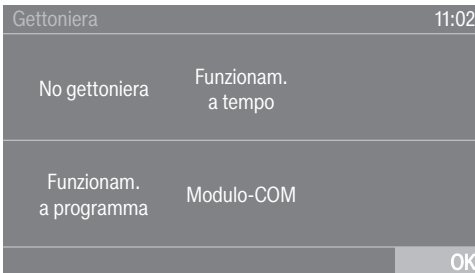 Gettoniera 11:02
No gettoniera
Funzionam.
a tempo
Funzionam.
a programma
Modulo-COM
OK